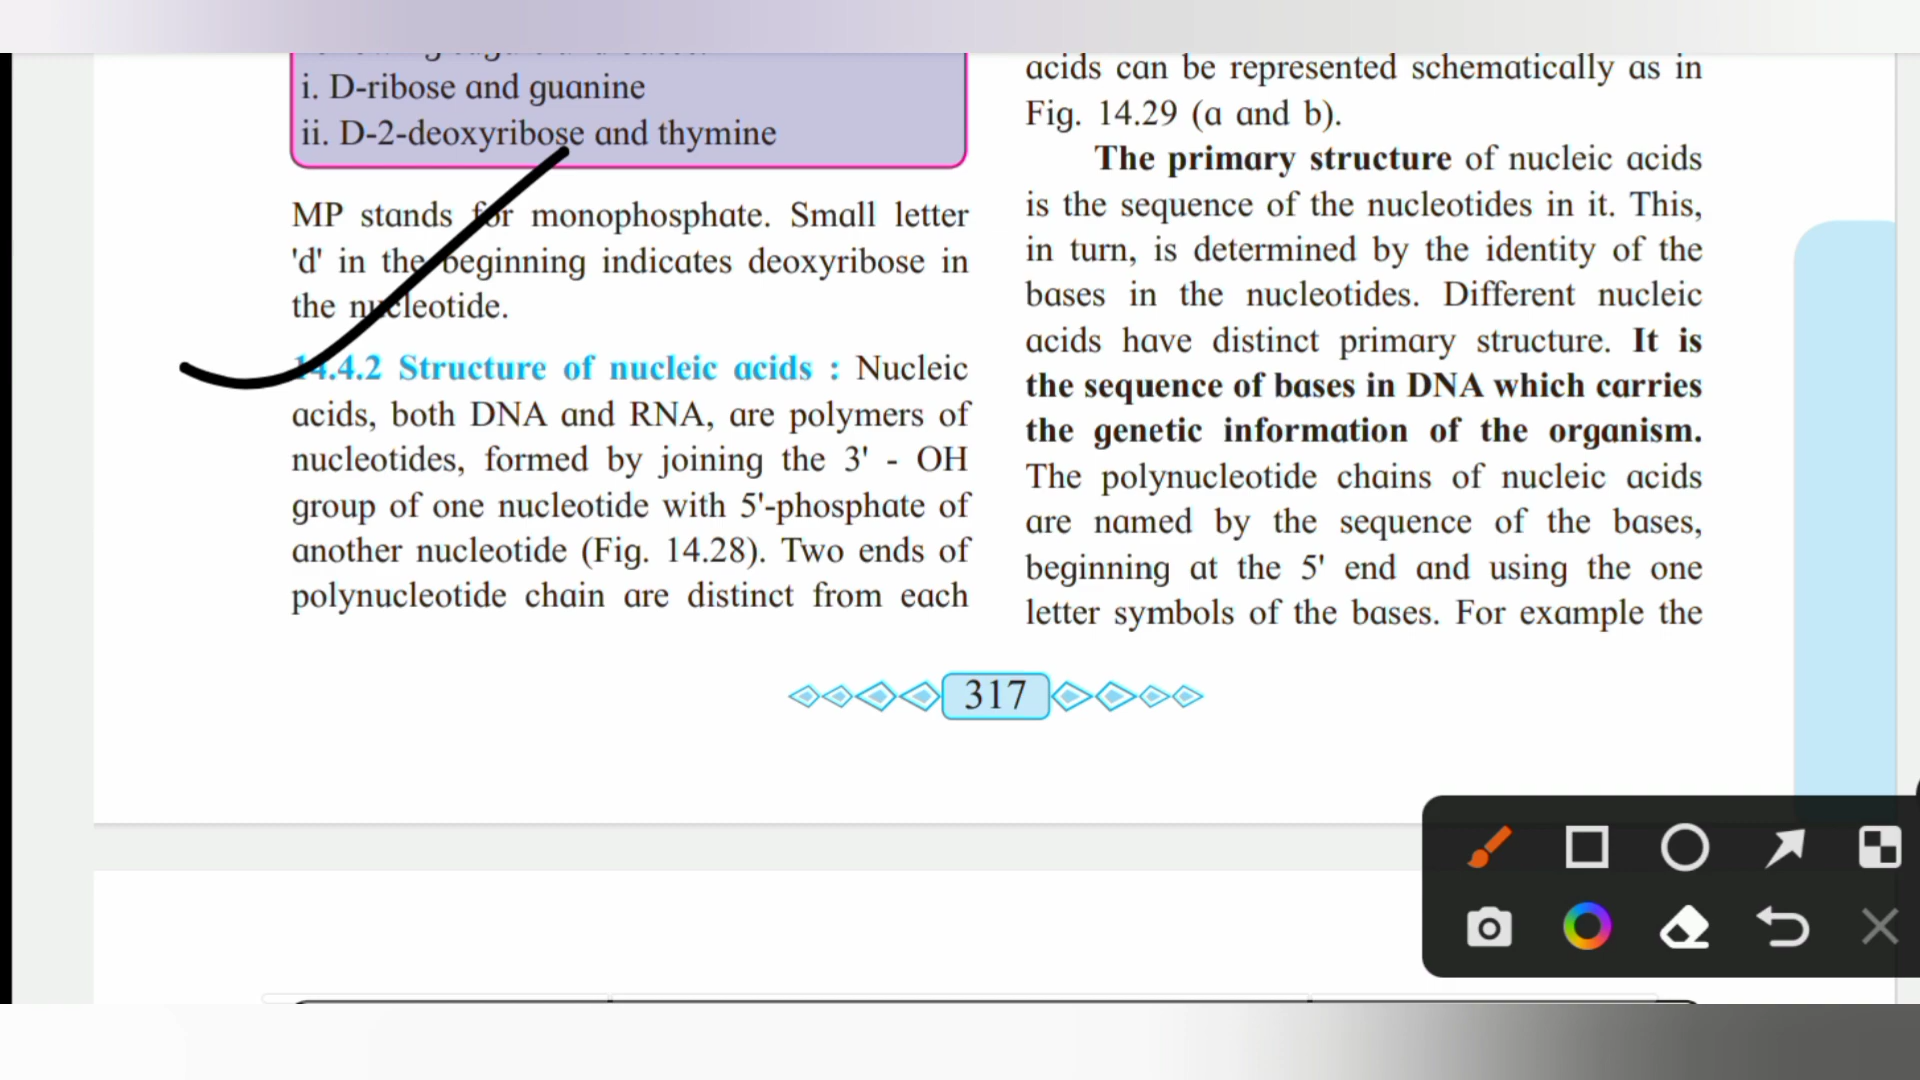 i. D-ribose and guanine
ii. D-2-deoxyribose and thymine
MP stands for monophosphate. Small letter
'd' in the beginning indicates deoxyribose in
the nucleotide.
14.4.2 Structure of nucleic acids : Nucleic
acids, both DNA and RNA, are polymers of
nucleotides, formed by joining the 3' - OH
group of one nucleotide with 5'-phosphate of
another nucleotide (Fig. 14.28). Two ends of
polynucleotide chain are distinct from each
acids can be represented schematically as in
Fig. 14.29 (a and b).
The primary structure of nucleic acids
is the sequence of the nucleotides in it. This,
in turn, is determined by the identity of the
bases in the nucleotides. Different nucleic
acids have distinct primary structure. It is
the sequence of bases in DNA which carries
the genetic information of the organism.
The polynucleotide chains of nucleic acids
are named by the sequence of the bases,
beginning at the 5' end and using the one
letter symbols of the bases. For example the
317